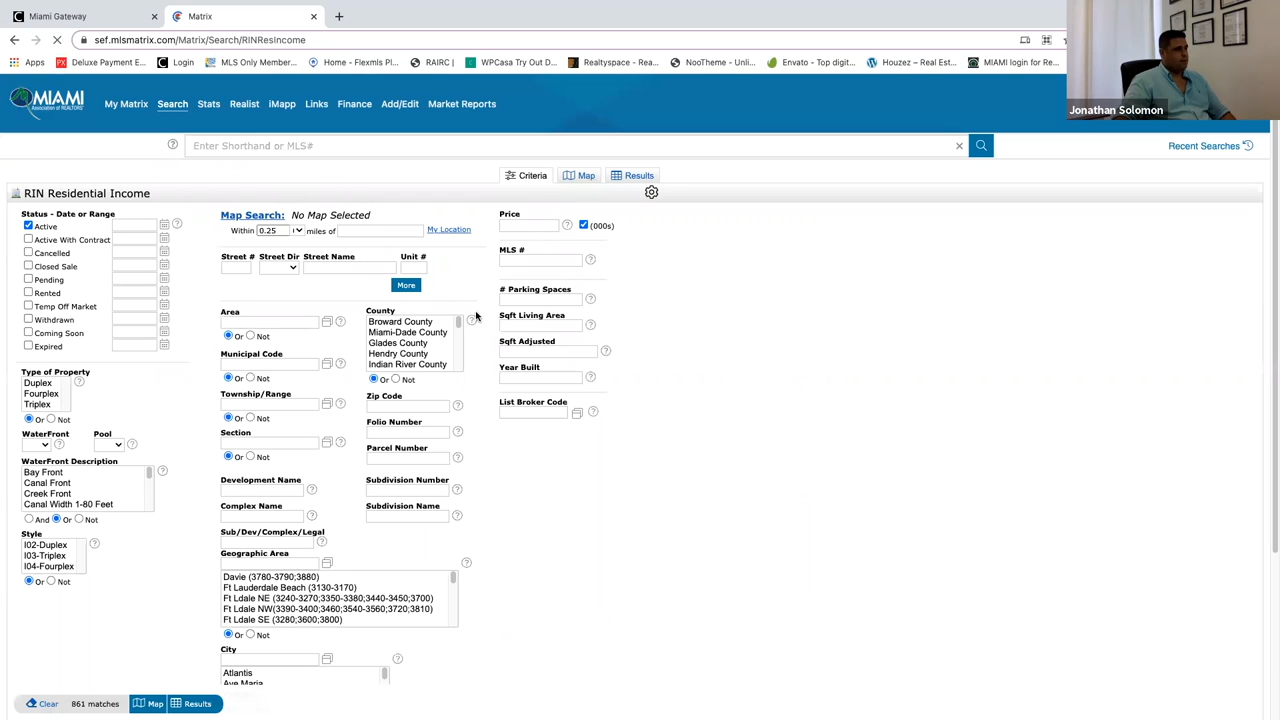 Miami Gateway
Matrix
sef.mlsmatrix.com/Matrix/Search/RINResIncome
Apps
Deluxe Payment E...
Login
MLS Only Member...
Home - Flexmls Pl...
RAIRC |
WPCasa Try Out D...
Realtyspace - Rea...
NooTheme - Unli...
Envato - Top digit...
Houzez – Real Est...
MIAMI login for Re...
Jonathan Solomon
MIAMI
My Matrix
Search
Stats
Realist
iMapp
Links
Finance
Add/Edit
Market Reports
Enter Shorthand or MLS#
Recent Searches
Criteria
Map
Results
RIN Residential Income
Status - Date or Range
Active
Active With Contract
Cancelled
Closed Sale
Pending
Rented
Temp Off Market
Withdrawn
Coming Soon
Expired
Type of Property
Duplex
Fourplex
Triplex
Or Not
WaterFront Pool
WaterFront Description
Bay Front
Canal Front
Creek Front
Canal Width 1-80 Feet
And Or Not
Style
I02-Duplex
I03-Triplex
I04-Fourplex
Or Not
Map Search: No Map Selected
Within 0.25 miles of My Location
Street # Street Dir Street Name Unit #
More
Area
Or Not
Municipal Code
Or Not
Township/Range
Or Not
Section
Or Not
Development Name
Complex Name
Sub/Dev/Complex/Legal
Geographic Area
Davie (3780-3790;3880)
Ft Lauderdale Beach (3130-3170)
Ft Ldale NE (3240-3270;3350-3380;3440-3450;3700)
Ft Ldale NW(3390-3400;3460;3540-3560;3720;3810)
Ft Ldale SE (3280;3600;3800)
Or Not
City
Atlantis
Ave Maria
County
Broward County
Miami-Dade County
Glades County
Hendry County
Indian River County
Or Not
Zip Code
Folio Number
Parcel Number
Subdivision Number
Subdivision Name
Price
(000s)
MLS #
# Parking Spaces
Sqft Living Area
Sqft Adjusted
Year Built
List Broker Code
Clear
861 matches
Map
Results